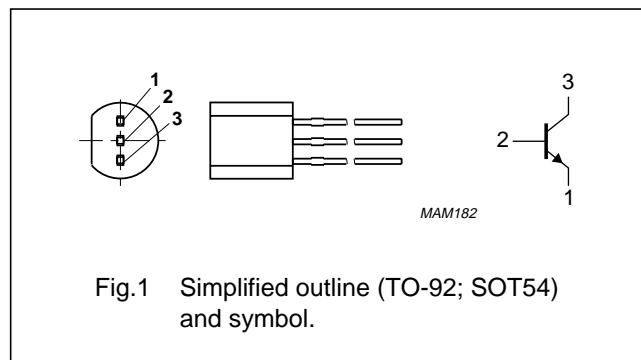 1
2
3
3
2
1
MAM182
Fig.1 Simplified outline (TO-92; SOT54)
and symbol.